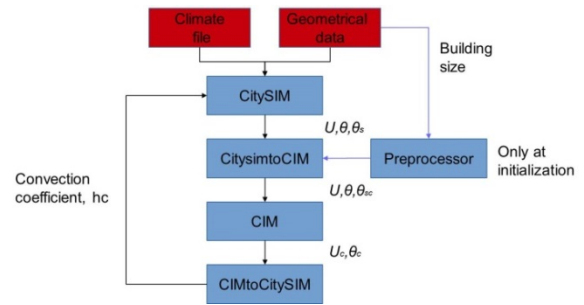 Climate
file
Geometrical
data
Building
size
CitySIM
U,θ,θs
CitysimtoCIM
Preprocessor
Only at
initialization
U,θ,θsc
Convection
coefficient, hc
CIM
Uc,θc
CIMtoCitySIM